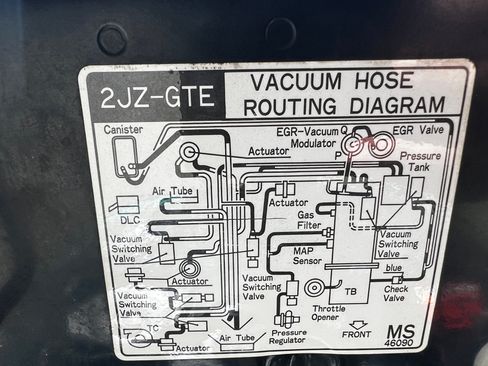 2JZ-GTE
VACUUM HOSE
ROUTING DIAGRAM
Canister
EGR-Vacuum
Modulator
Q
P
EGR Valve
Actuator
Pressure
Tank
Air Tube
Actuator
DLC
Gas
Filter
Vacuum
Switching
Valve
MAP
Sensor
Vacuum
Switching
Valve
blue
Actuator
Vacuum
Switching
Valve
Check
Valve
Vacuum
Switching
Valve
TB
Throttle
Opener
TC
Actuator
Air Tube
Pressure
Regulator
FRONT
MS
46090